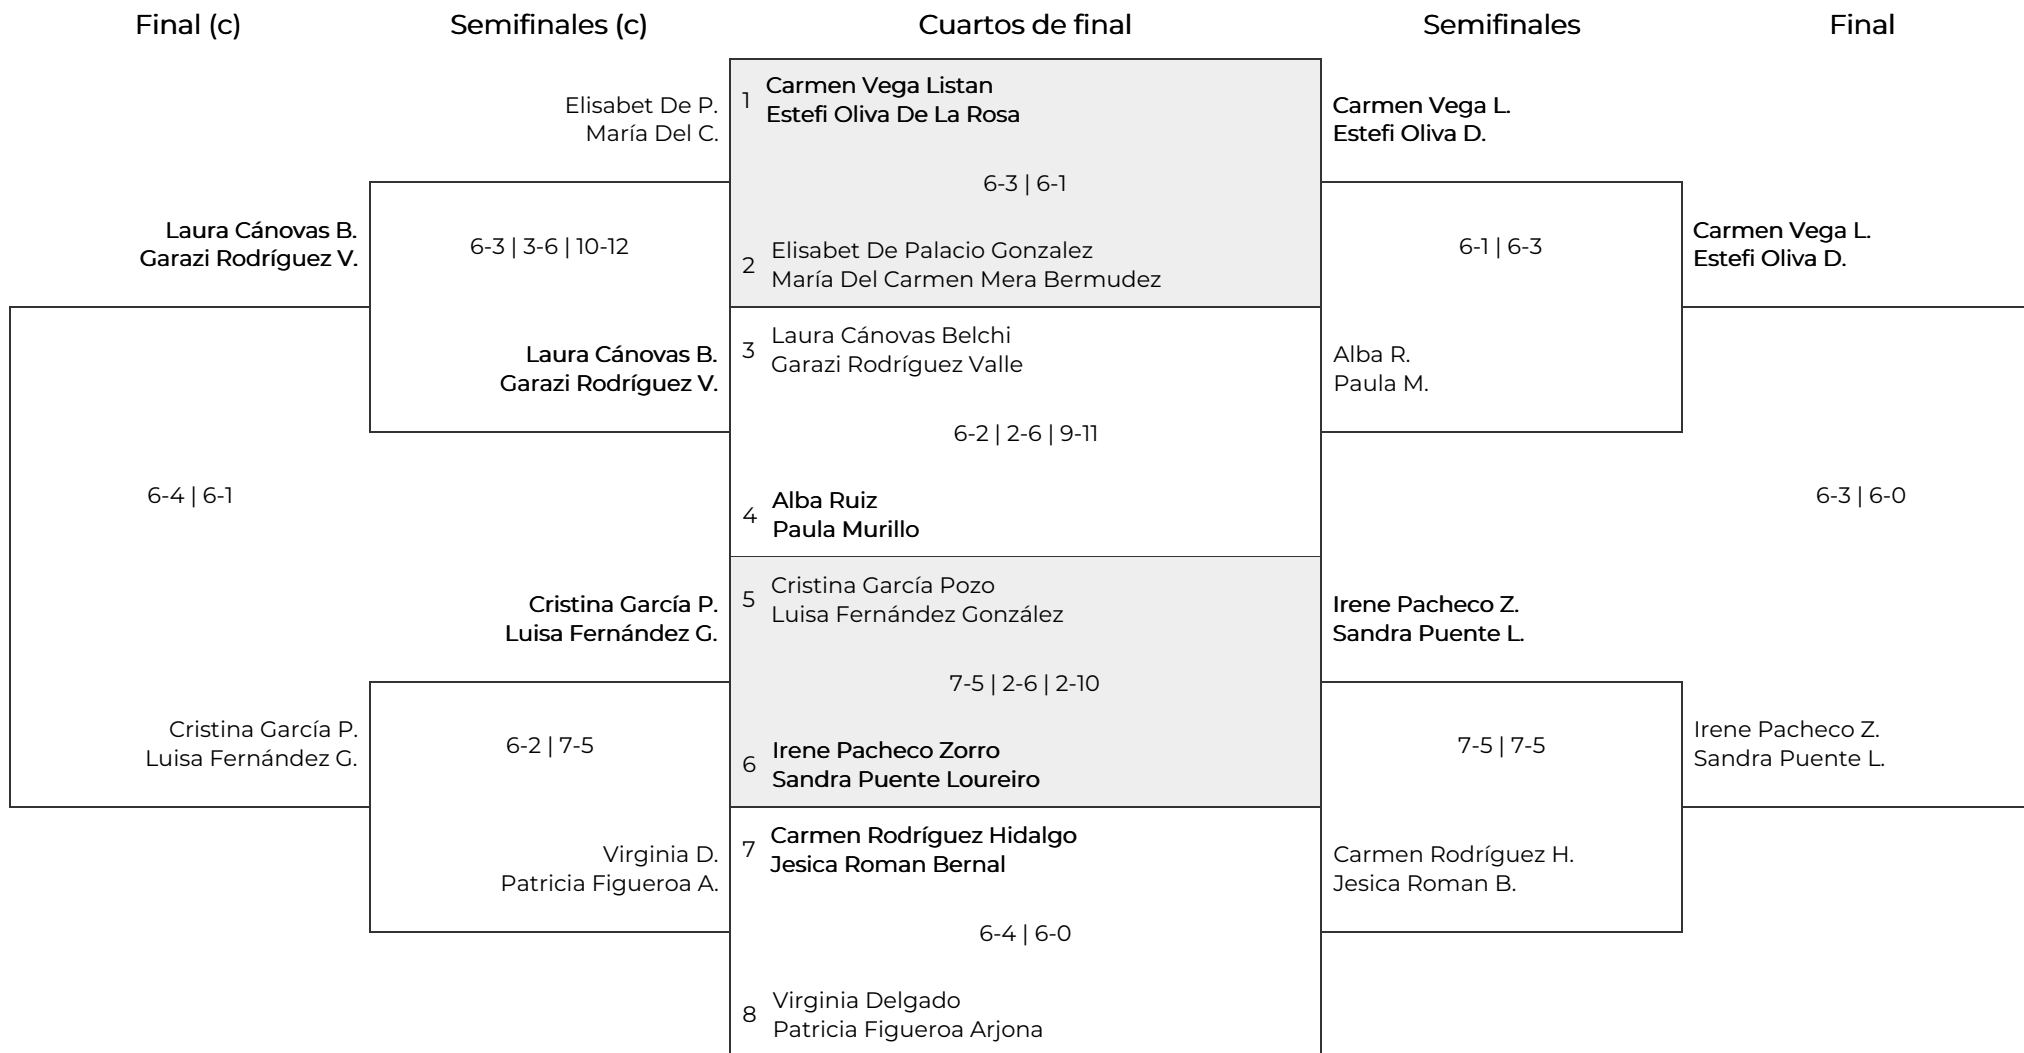 Final (c)
Semifinales (c)
Cuartos de final
Semifinales
Final
Laura Cánovas B.
Garazi Rodríguez V.
6-4 | 6-1
Cristina García P.
Luisa Fernández G.
Elisabet De P.
María Del C.
6-3 | 3-6 | 10-12
Laura Cánovas B.
Garazi Rodríguez V.
Cristina García P.
Luisa Fernández G.
6-2 | 7-5
Virginia D.
Patricia Figueroa A.
1
Carmen Vega Listan
Estefi Oliva De La Rosa
6-3 | 6-1
2
Elisabet De Palacio Gonzalez
María Del Carmen Mera Bermudez
3
Laura Cánovas Belchi
Garazi Rodríguez Valle
6-2 | 2-6 | 9-11
4
Alba Ruiz
Paula Murillo
5
Cristina García Pozo
Luisa Fernández González
7-5 | 2-6 | 2-10
6
Irene Pacheco Zorro
Sandra Puente Loureiro
7
Carmen Rodríguez Hidalgo
Jesica Roman Bernal
6-4 | 6-0
8
Virginia Delgado
Patricia Figueroa Arjona
Carmen Vega L.
Estefi Oliva D.
6-1 | 6-3
Alba R.
Paula M.
Irene Pacheco Z.
Sandra Puente L.
7-5 | 7-5
Carmen Rodríguez H.
Jesica Roman B.
Carmen Vega L.
Estefi Oliva D.
6-3 | 6-0
Irene Pacheco Z.
Sandra Puente L.